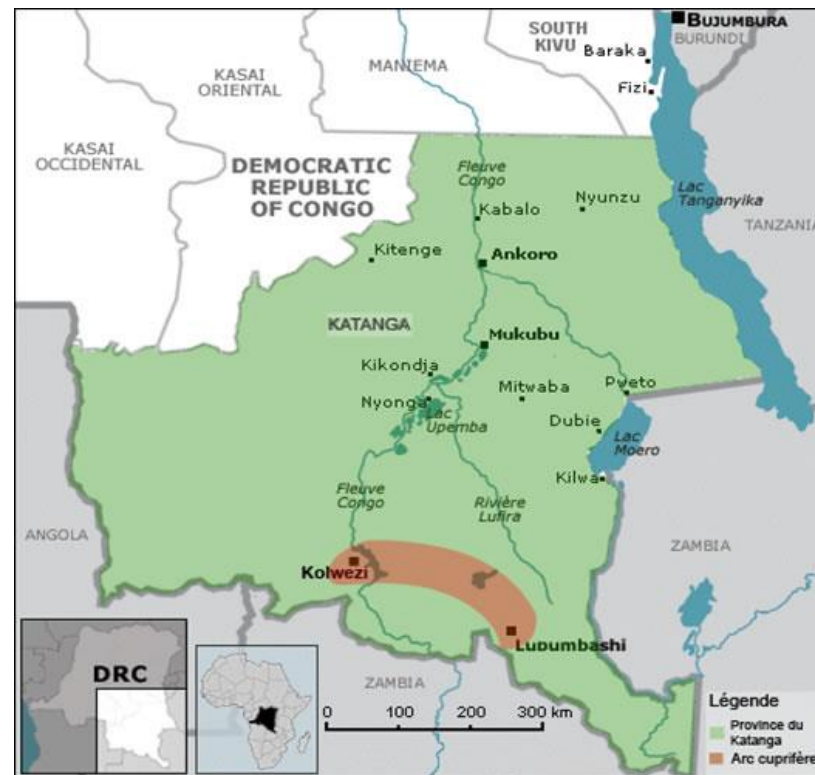 BUJUMBURA
BURUNDI
SOUTH
KIVU
Baraka
Fizi
MANIEMA
KASAI
ORIENTAL
KASAI
OCCIDENTAL
DEMOCRATIC
REPUBLIC
OF CONGO
Fleuve
Congo
Kabalo
Nyunzu
Lac
Tanganyika
TANZANIA
Kitenge
Ankoro
KATANGA
Mukubu
Kikondja
Nyonga
Lac
Upemba
Mitwaba
Pweto
Dubie
Lac
Moero
Kilwa
Fleuve
Congo
Rivière
Lufira
ANGOLA
ZAMBIA
Kolwezi
Lubumbashi
ZAMBIA
DRC
0 100 200 300 km
Légende
Province du
Katanga
Arc cuprifère